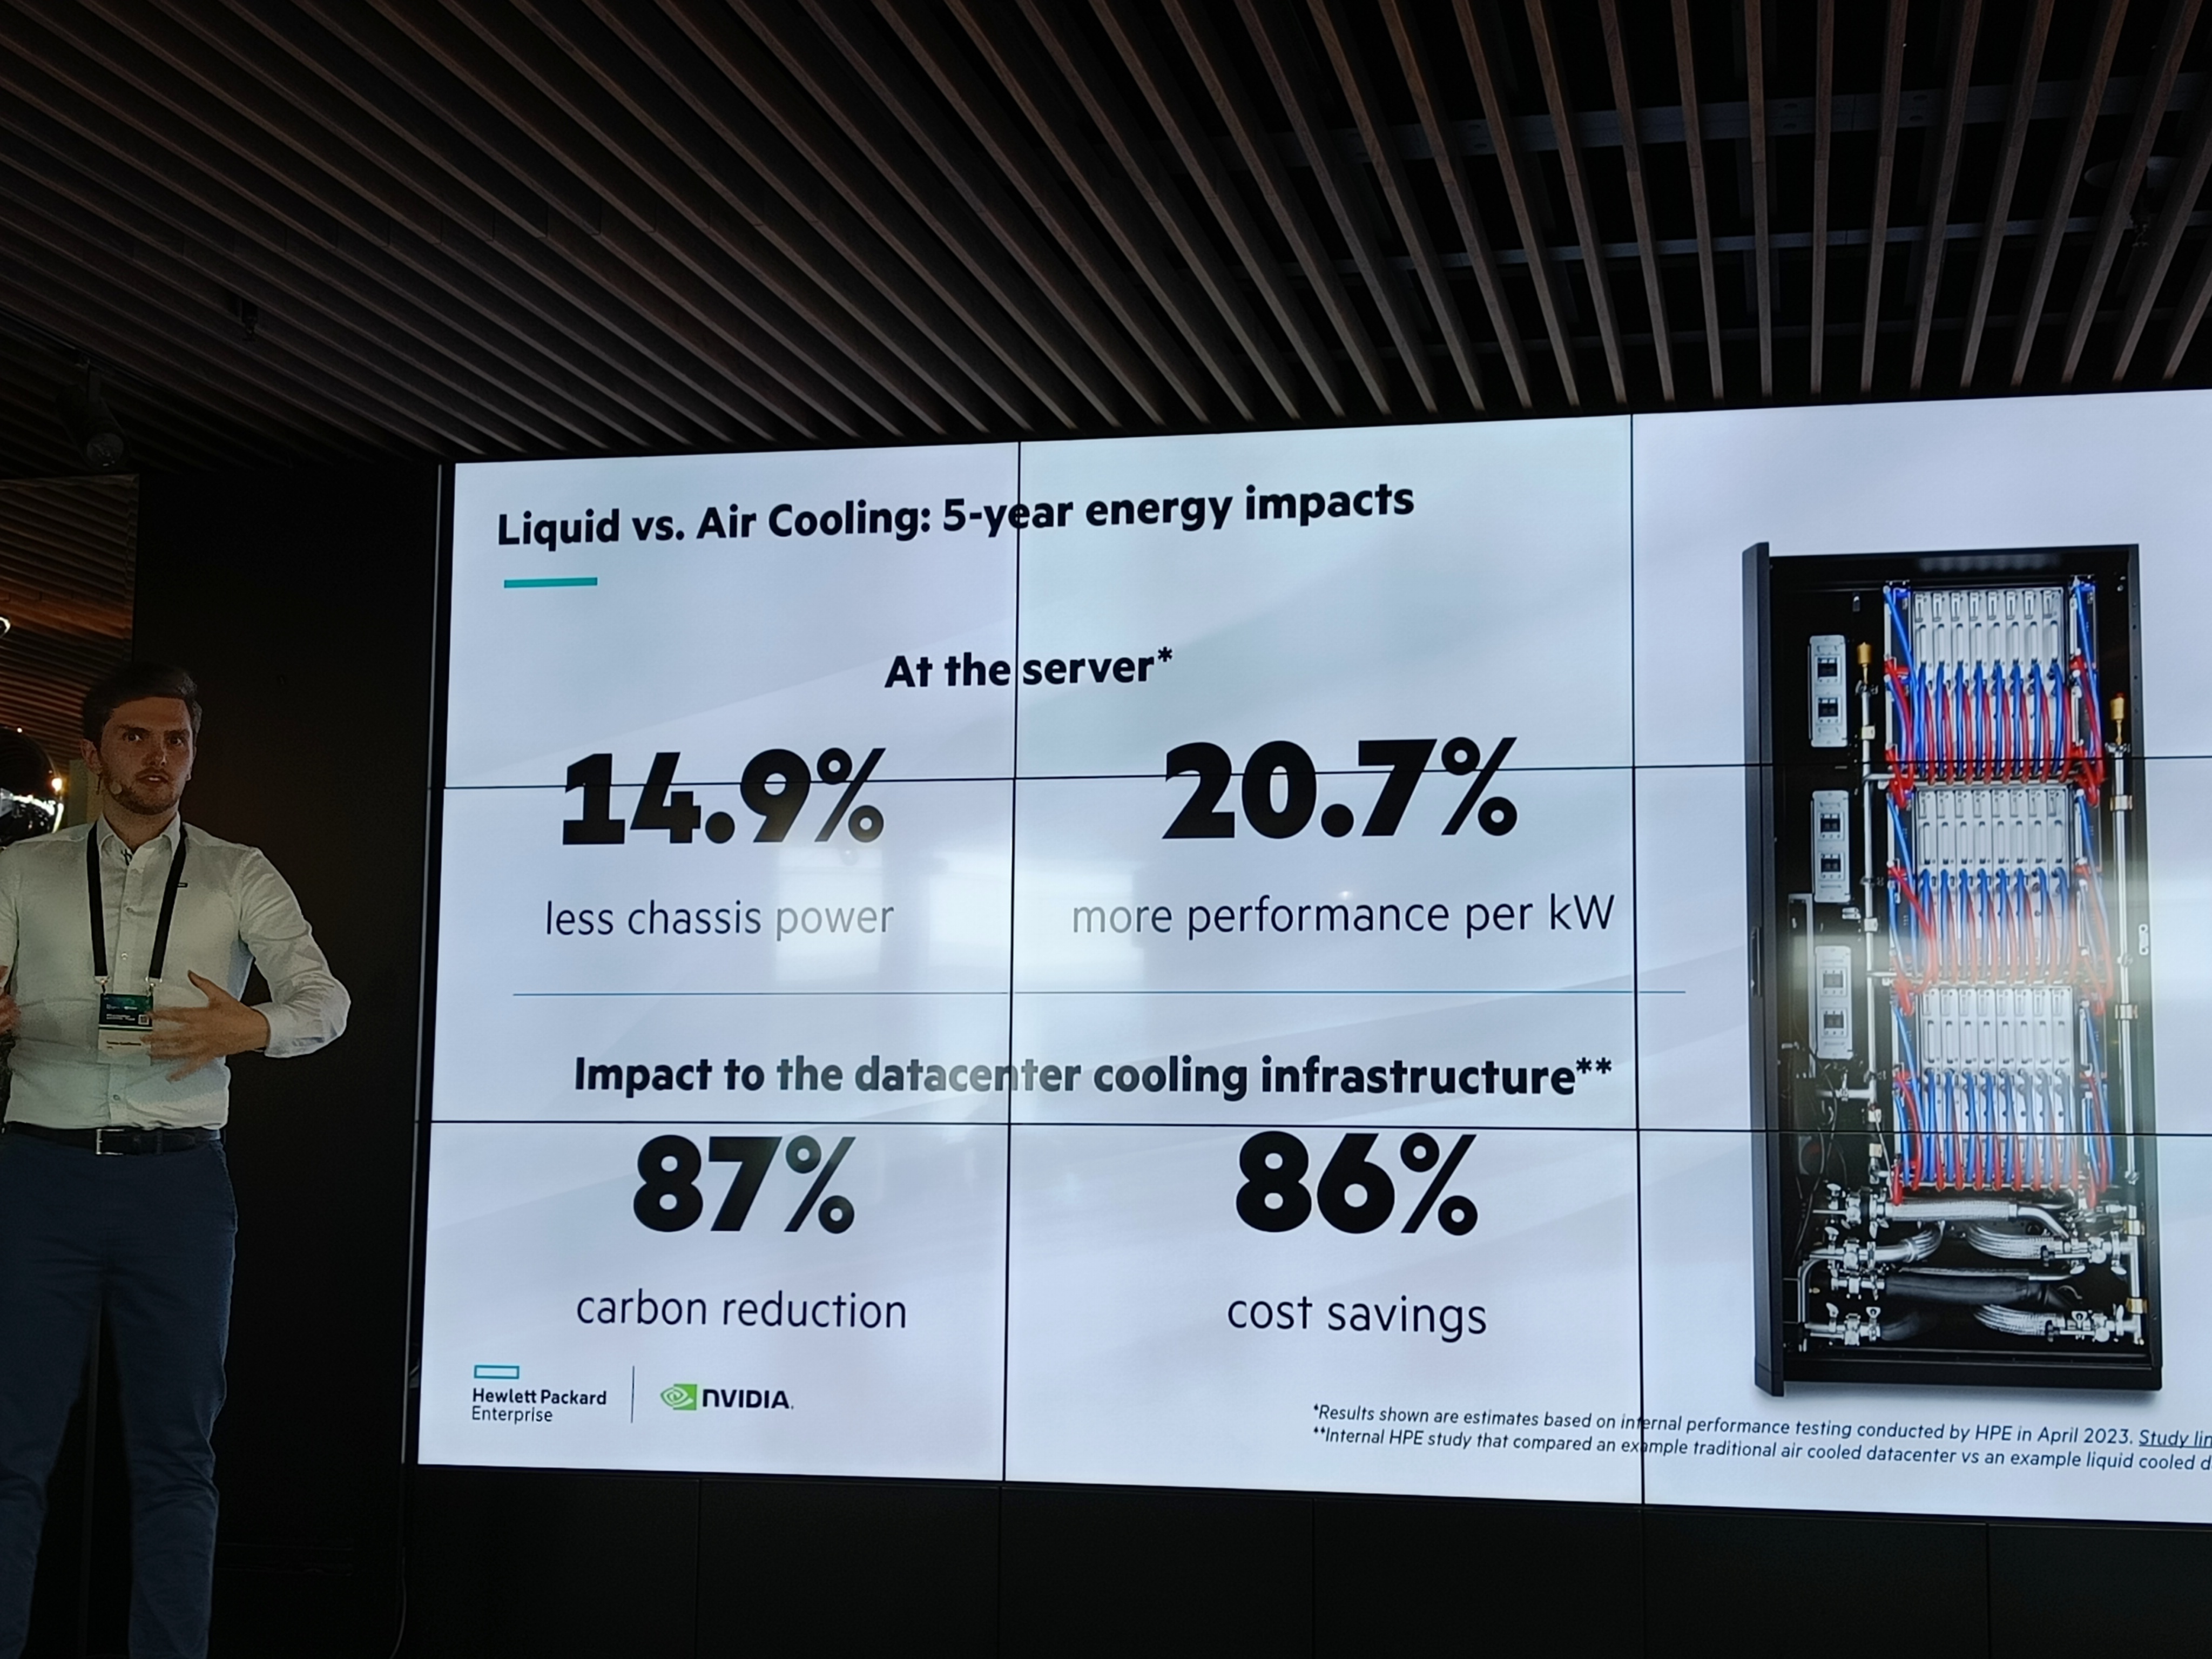 Liquid vs. Air Cooling: 5-year energy impacts
At the server*
14.9%
less chassis power
20.7%
more performance per kW
Impact to the datacenter cooling infrastructure**
87%
carbon reduction
86%
cost savings
Hewlett Packard
Enterprise
NVIDIA.
*Results shown are estimates based on internal performance testing conducted by HPE in April 2023. Study
**Internal HPE study that compared an example traditional air cooled datacenter vs an example liquid cooled